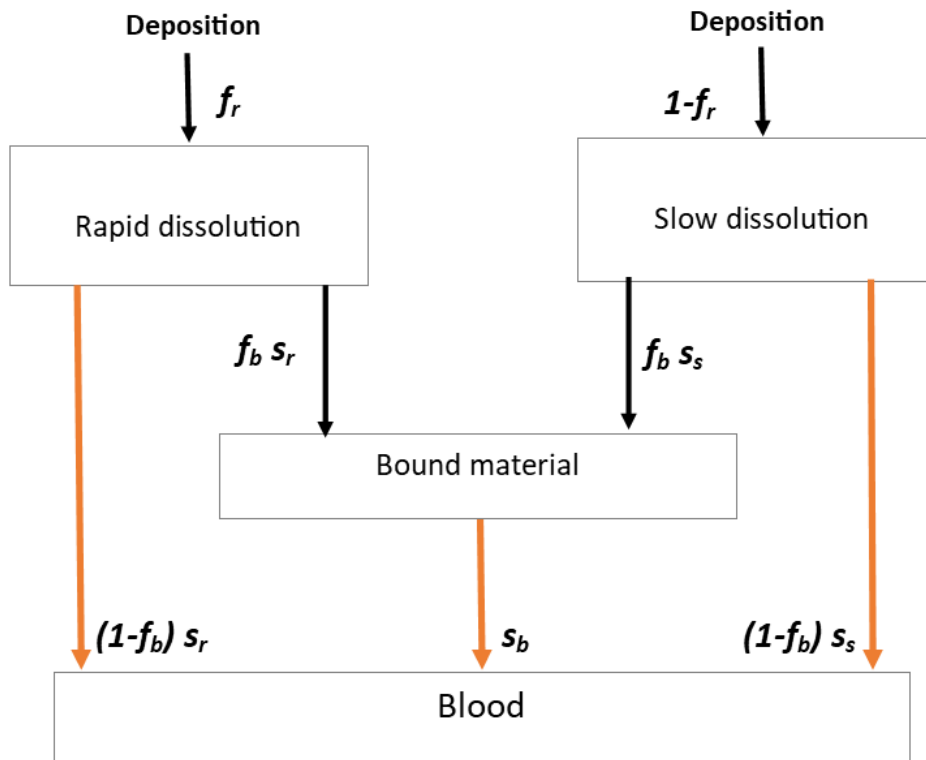 Deposition
Deposition
fr
1-fr
Rapid dissolution
Slow dissolution
fb sr
fb ss
Bound material
(1-fb) sr
sb
(1-fb) ss
Blood